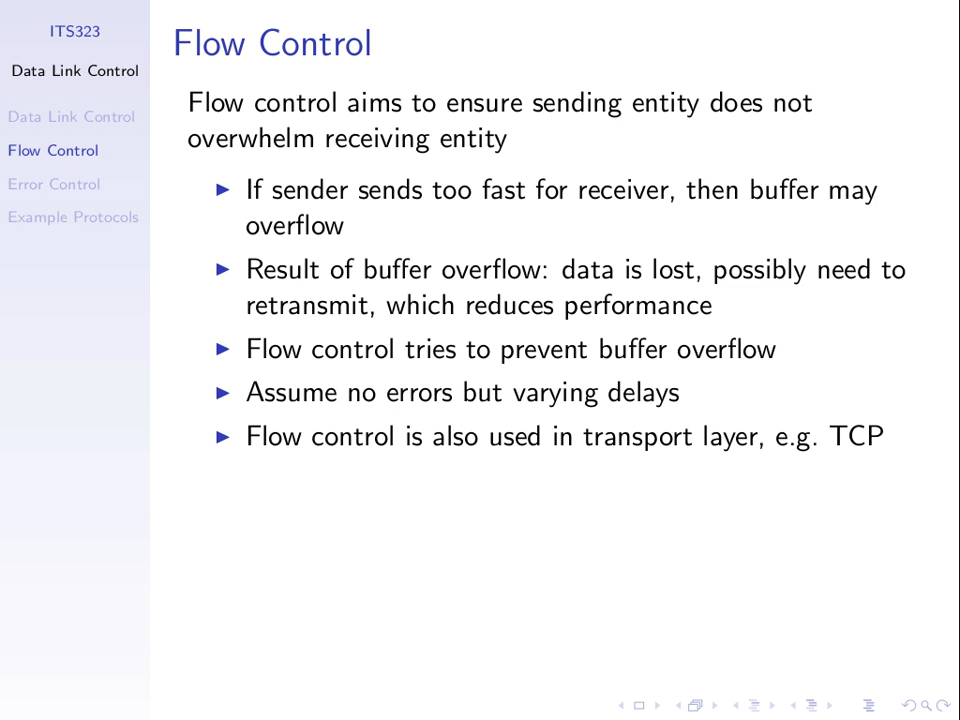 ITS323
Data Link Control
Data Link Control
Flow Control
Error Control
Example Protocols
Flow Control
Flow control aims to ensure sending entity does not
overwhelm receiving entity
If sender sends too fast for receiver, then buffer may
overflow
Result of buffer overflow: data is lost, possibly need to
retransmit, which reduces performance
Flow control tries to prevent buffer overflow
Assume no errors but varying delays
Flow control is also used in transport layer, e.g. TCP